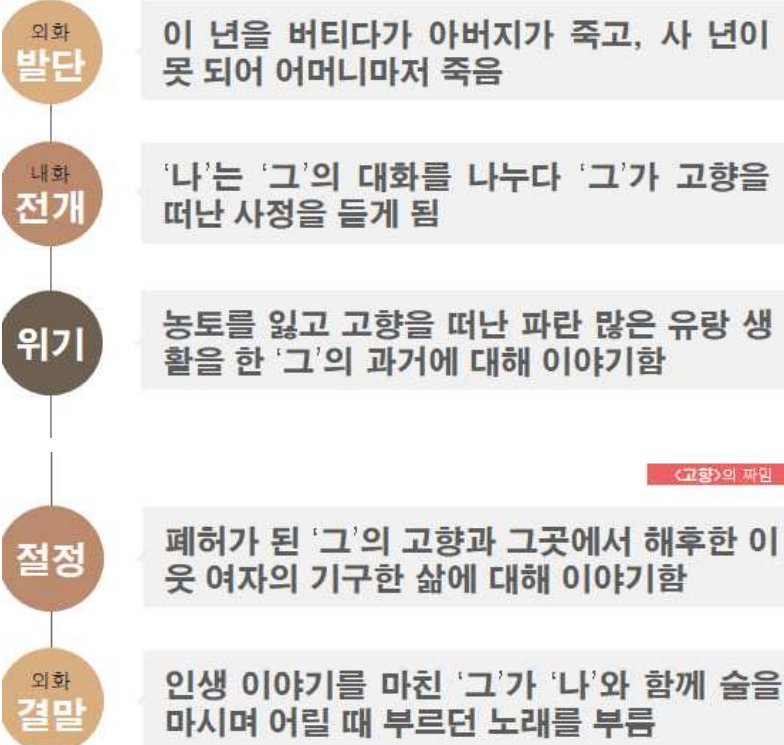 외화
발단
이 년을 버티다가 아버지가 죽고, 사 년이
못 되어 어머니마저 죽음
내화
전개
‘나’는 ‘그’의 대화를 나누다 ‘그’가 고향을
떠난 사정을 듣게 됨
위기
농토를 잃고 고향을 떠난 파란 많은 유랑 생
활을 한 ‘그’의 과거에 대해 이야기함
<고향>의 짜임
절정
폐허가 된 ‘그’의 고향과 그곳에서 해후한 이
웃 여자의 기구한 삶에 대해 이야기함
외화
결말
인생 이야기를 마친 ‘그’가 ‘나’와 함께 술을
마시며 어릴 때 부르던 노래를 부름